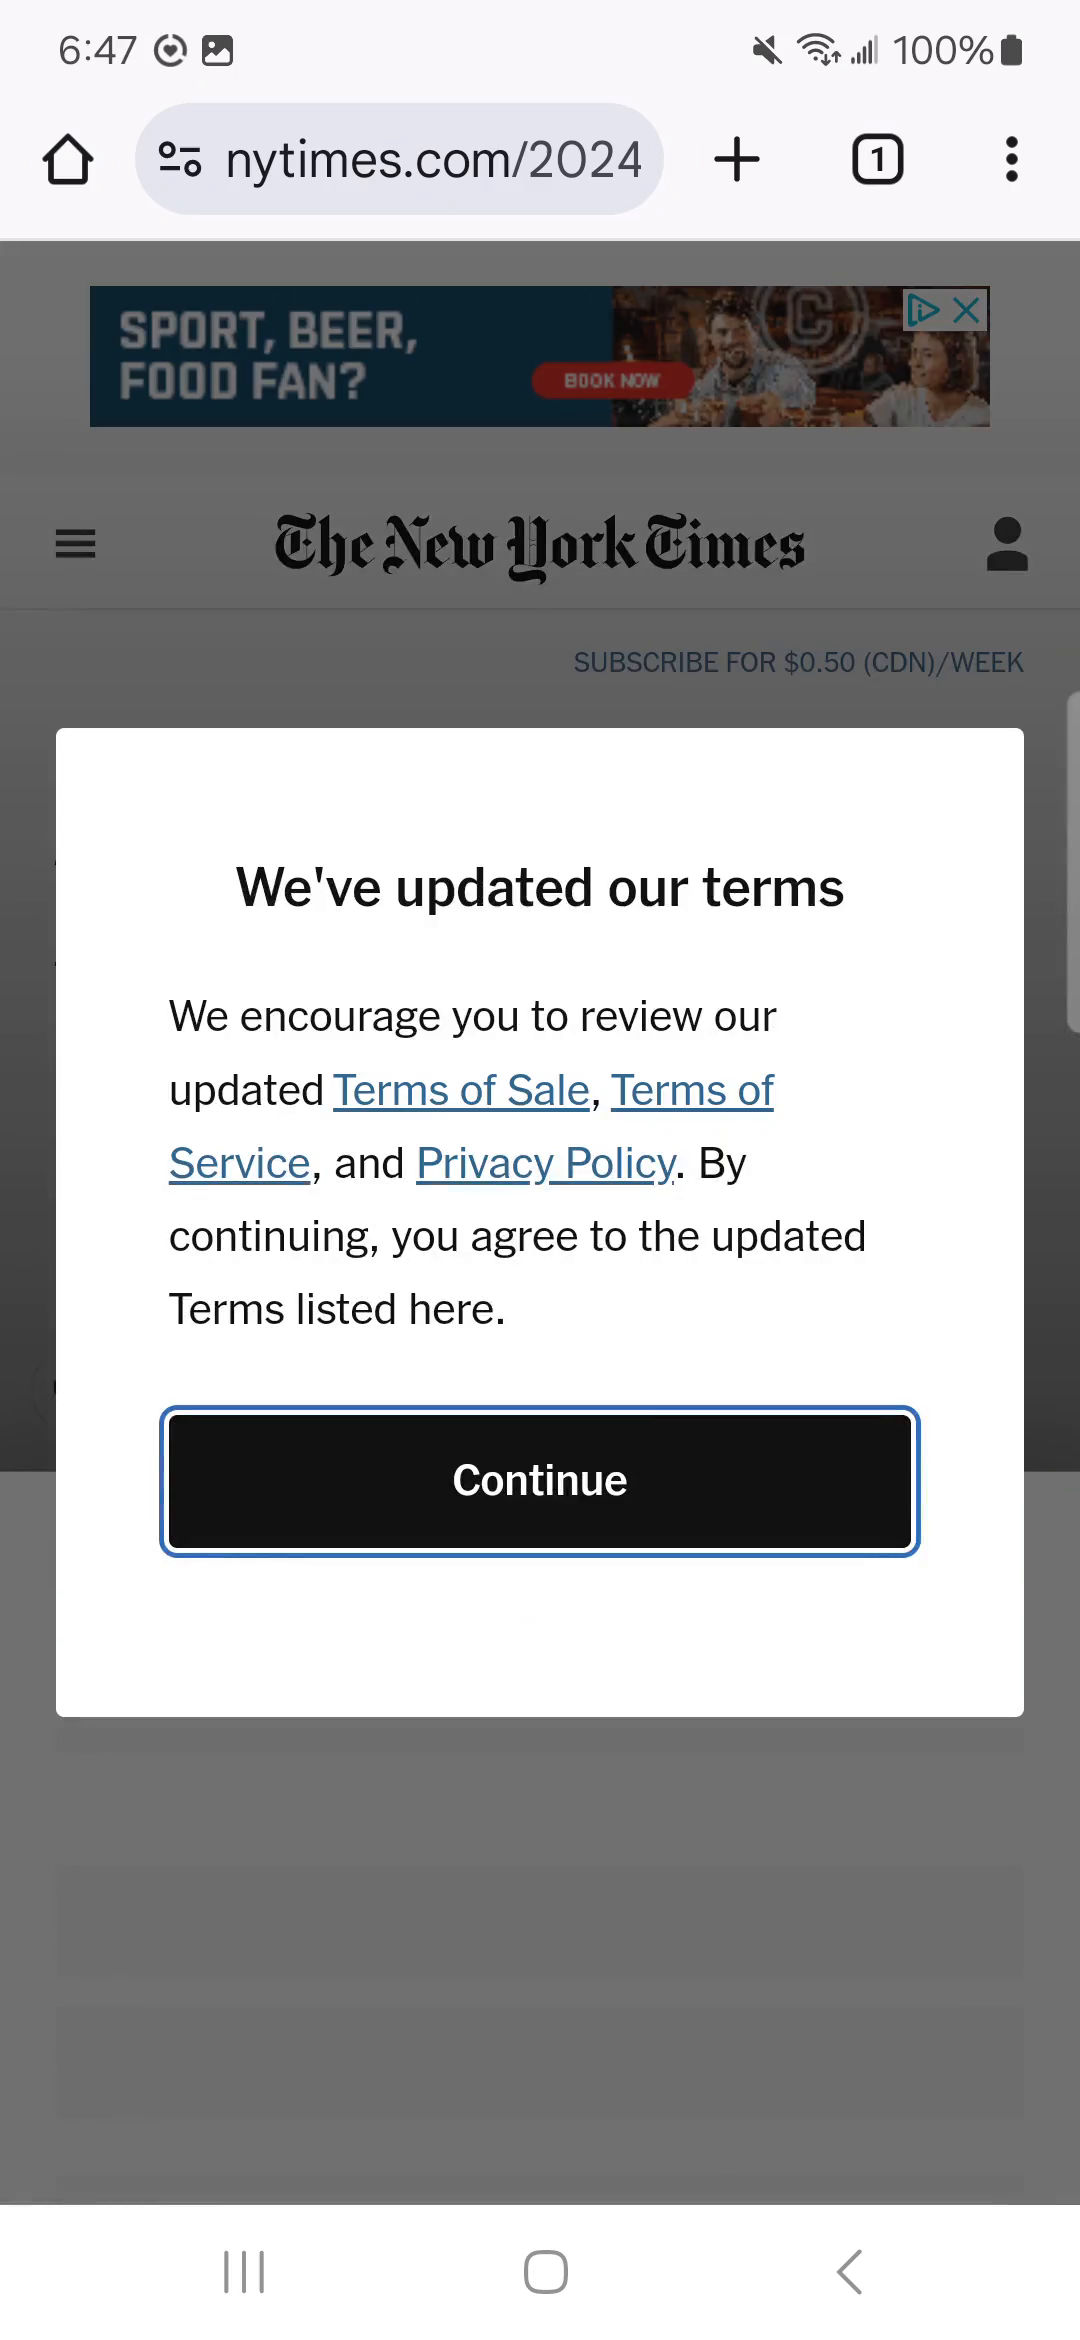 6:47
100%
nytimes.com/2024
1
SPORT, BEER,
FOOD FAN?
BOOK NOW
The New York Times
SUBSCRIBE FOR $0.50 (CDN)/WEEK
We've updated our terms
We encourage you to review our
updated Terms of Sale, Terms of
Service, and Privacy Policy. By
continuing, you agree to the updated
Terms listed here.
Continue